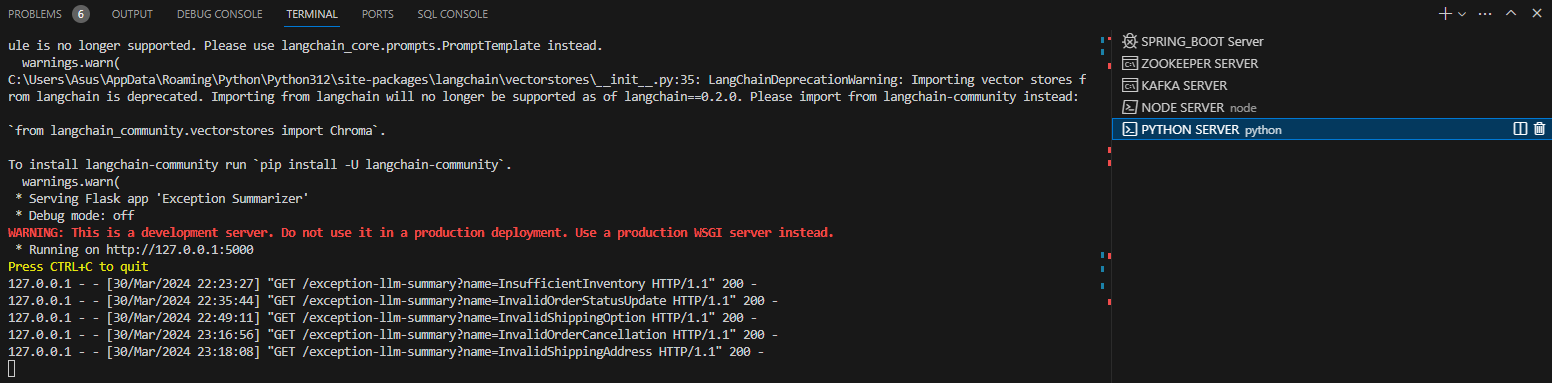 PROBLEMS 6 OUTPUT DEBUG CONSOLE TERMINAL PORTS SQL CONSOLE
ule is no longer supported. Please use langchain_core.prompts.PromptTemplate instead.
  warnings.warn(
C:\Users\Asus\AppData\Roaming\Python\Python312\site-packages\langchain\vectorstores\__init__.py:35: LangChainDeprecationWarning: Importing vector stores f
rom langchain is deprecated. Importing from langchain will no longer be supported as of langchain==0.2.0. Please import from langchain-community instead:
`from langchain_community.vectorstores import Chroma`.
To install langchain-community run `pip install -U langchain-community`.
  warnings.warn(
 * Serving Flask app 'Exception Summarizer'
 * Debug mode: off
WARNING: This is a development server. Do not use it in a production deployment. Use a production WSGI server instead.
 * Running on http://127.0.0.1:5000
Press CTRL+C to quit
127.0.0.1 - - [30/Mar/2024 22:23:27] "GET /exception-llm-summary?name=InsufficientInventory HTTP/1.1" 200 -
127.0.0.1 - - [30/Mar/2024 22:35:44] "GET /exception-llm-summary?name=InvalidOrderStatusUpdate HTTP/1.1" 200 -
127.0.0.1 - - [30/Mar/2024 22:49:11] "GET /exception-llm-summary?name=InvalidShippingOption HTTP/1.1" 200 -
127.0.0.1 - - [30/Mar/2024 23:16:56] "GET /exception-llm-summary?name=InvalidOrderCancellation HTTP/1.1" 200 -
127.0.0.1 - - [30/Mar/2024 23:18:08] "GET /exception-llm-summary?name=InvalidShippingAddress HTTP/1.1" 200 -
SPRING_BOOT Server
ZOOKEEPER SERVER
KAFKA SERVER
NODE SERVER node
PYTHON SERVER python